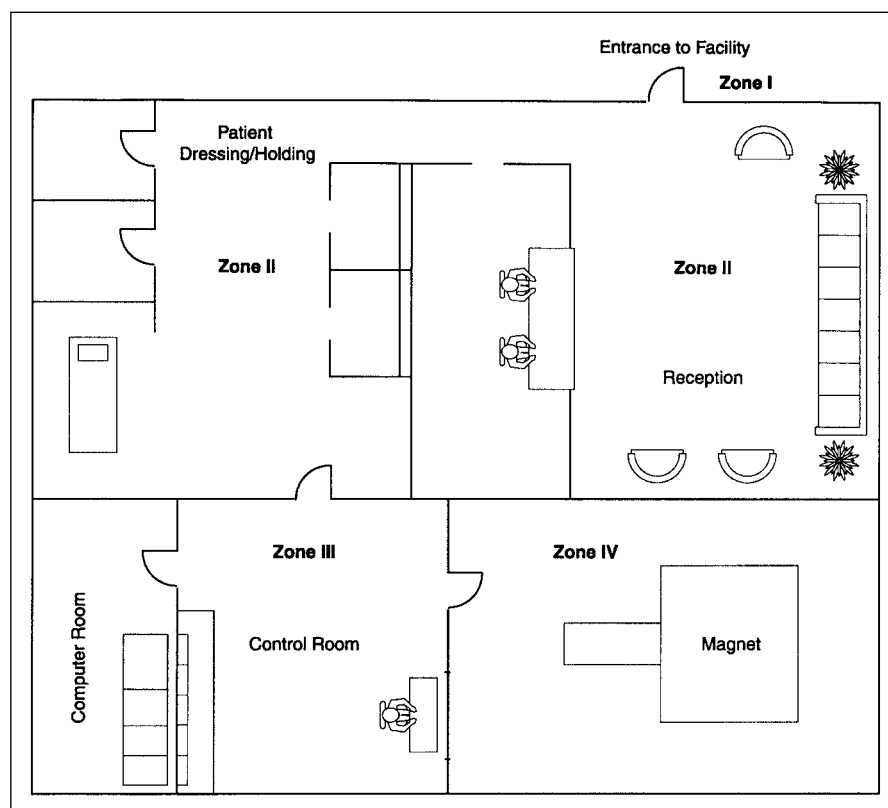 Entrance to Facility
Zone I
Patient
Dressing/Holding
Zone II
Zone II
Reception
Zone III
Zone IV
Computer Room
Control Room
Magnet